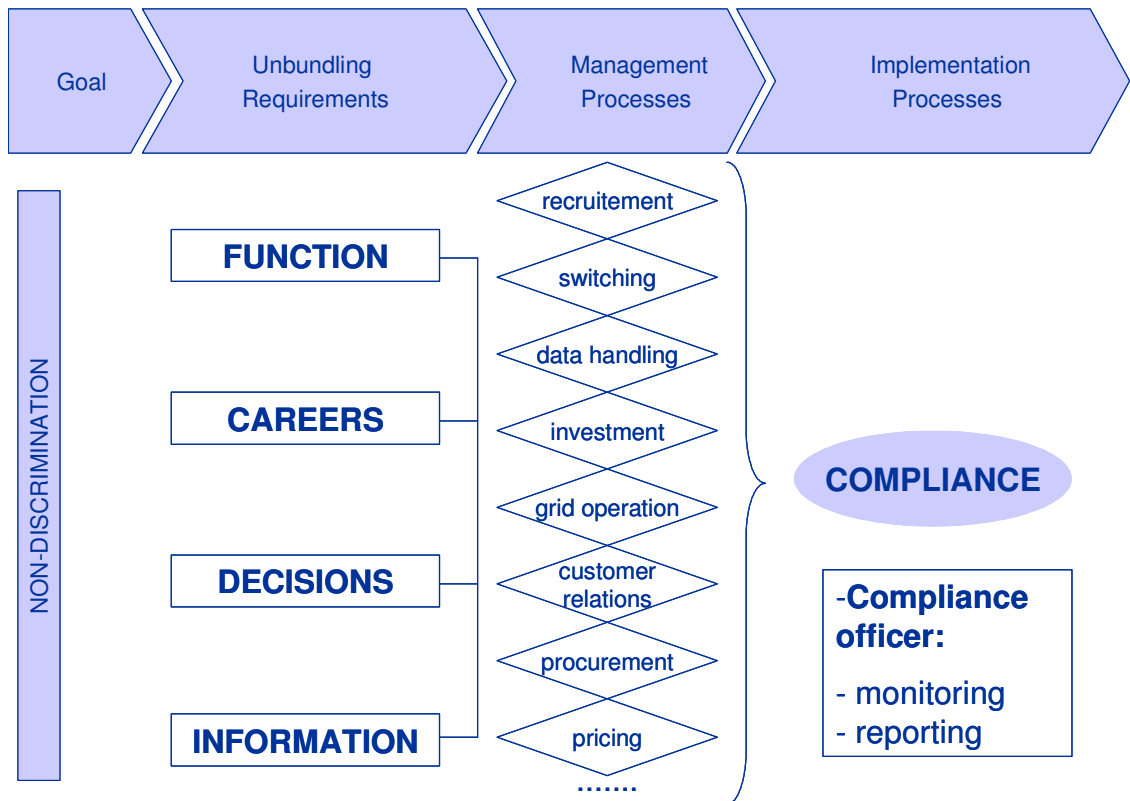 Goal
Unbundling
Requirements
Management
Processes
Implementation
Processes
NON-DISCRIMINATION
FUNCTION
CAREERS
DECISIONS
INFORMATION
recruitement
switching
data handling
investment
grid operation
customer
relations
procurement
pricing
.......
COMPLIANCE
-Compliance
officer:
- monitoring
- reporting